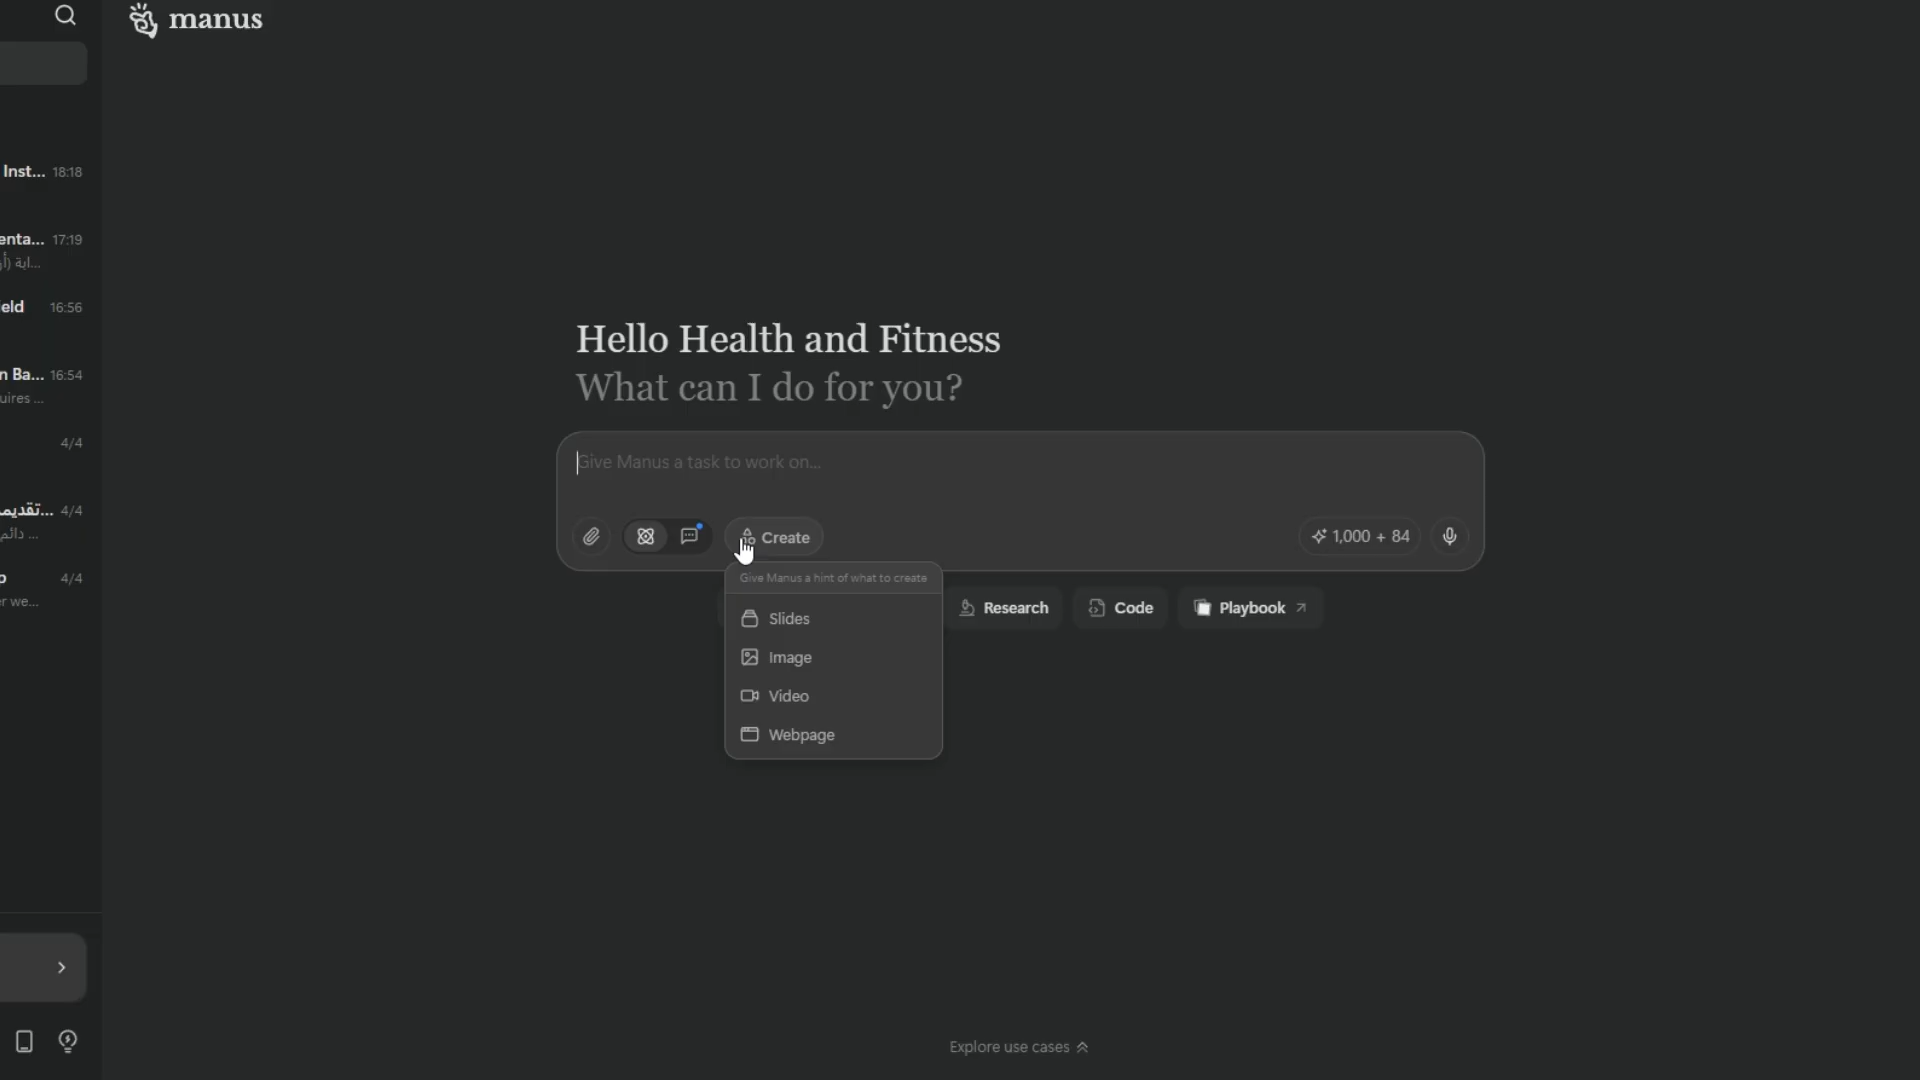 manus
Inst... 18:18
enta... 17:19
...ابة (أ
eld 16:56
n Ba... 16:54
uires ...
4/4
تقديم... 4/4
دائم ...
p 4/4
r we...
Hello Health and Fitness
What can I do for you?
Give Manus a task to work on...
Create
1,000 + 84
Give Manus a hint of what to create
Slides
Image
Video
Webpage
Research
Code
Playbook
Explore use cases